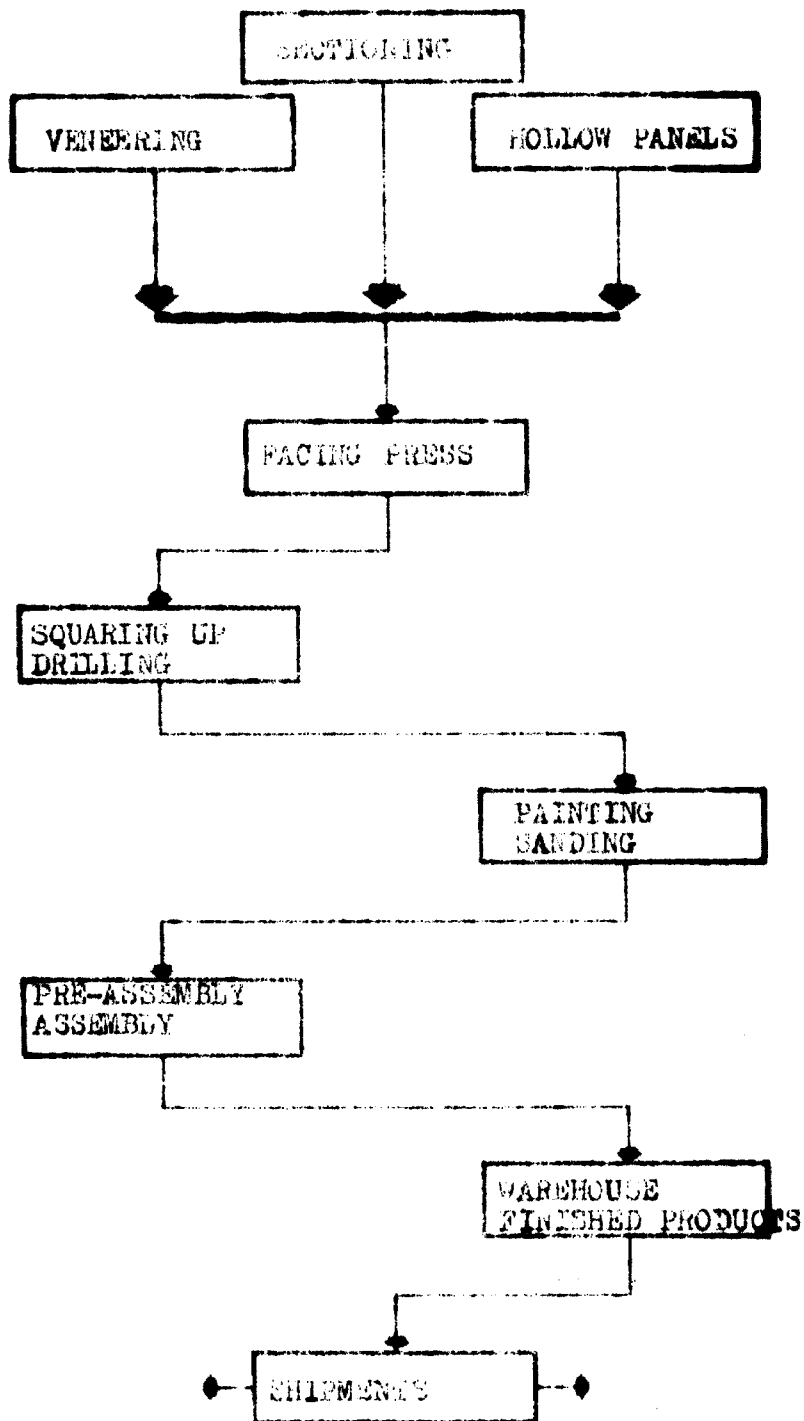 SECTIONING
VENEERING
HOLLOW PANELS
FACING PRESS
SQUARING UP
DRILLING
PAINTING
SANDING
PRE-ASSEMBLY
ASSEMBLY
WAREHOUSE
FINISHED PRODUCTS
SHIPMENTS